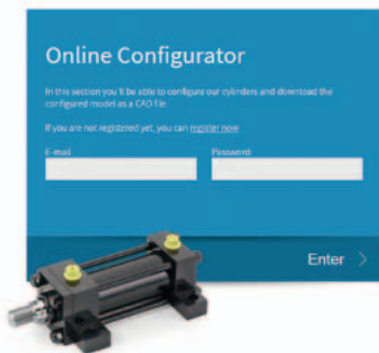 Online Configurator
In this section you'll be able to configure our cylinders and download the
configured model as a CAD file
If you are not registered yet, you can register now
E-mail
Password
Enter